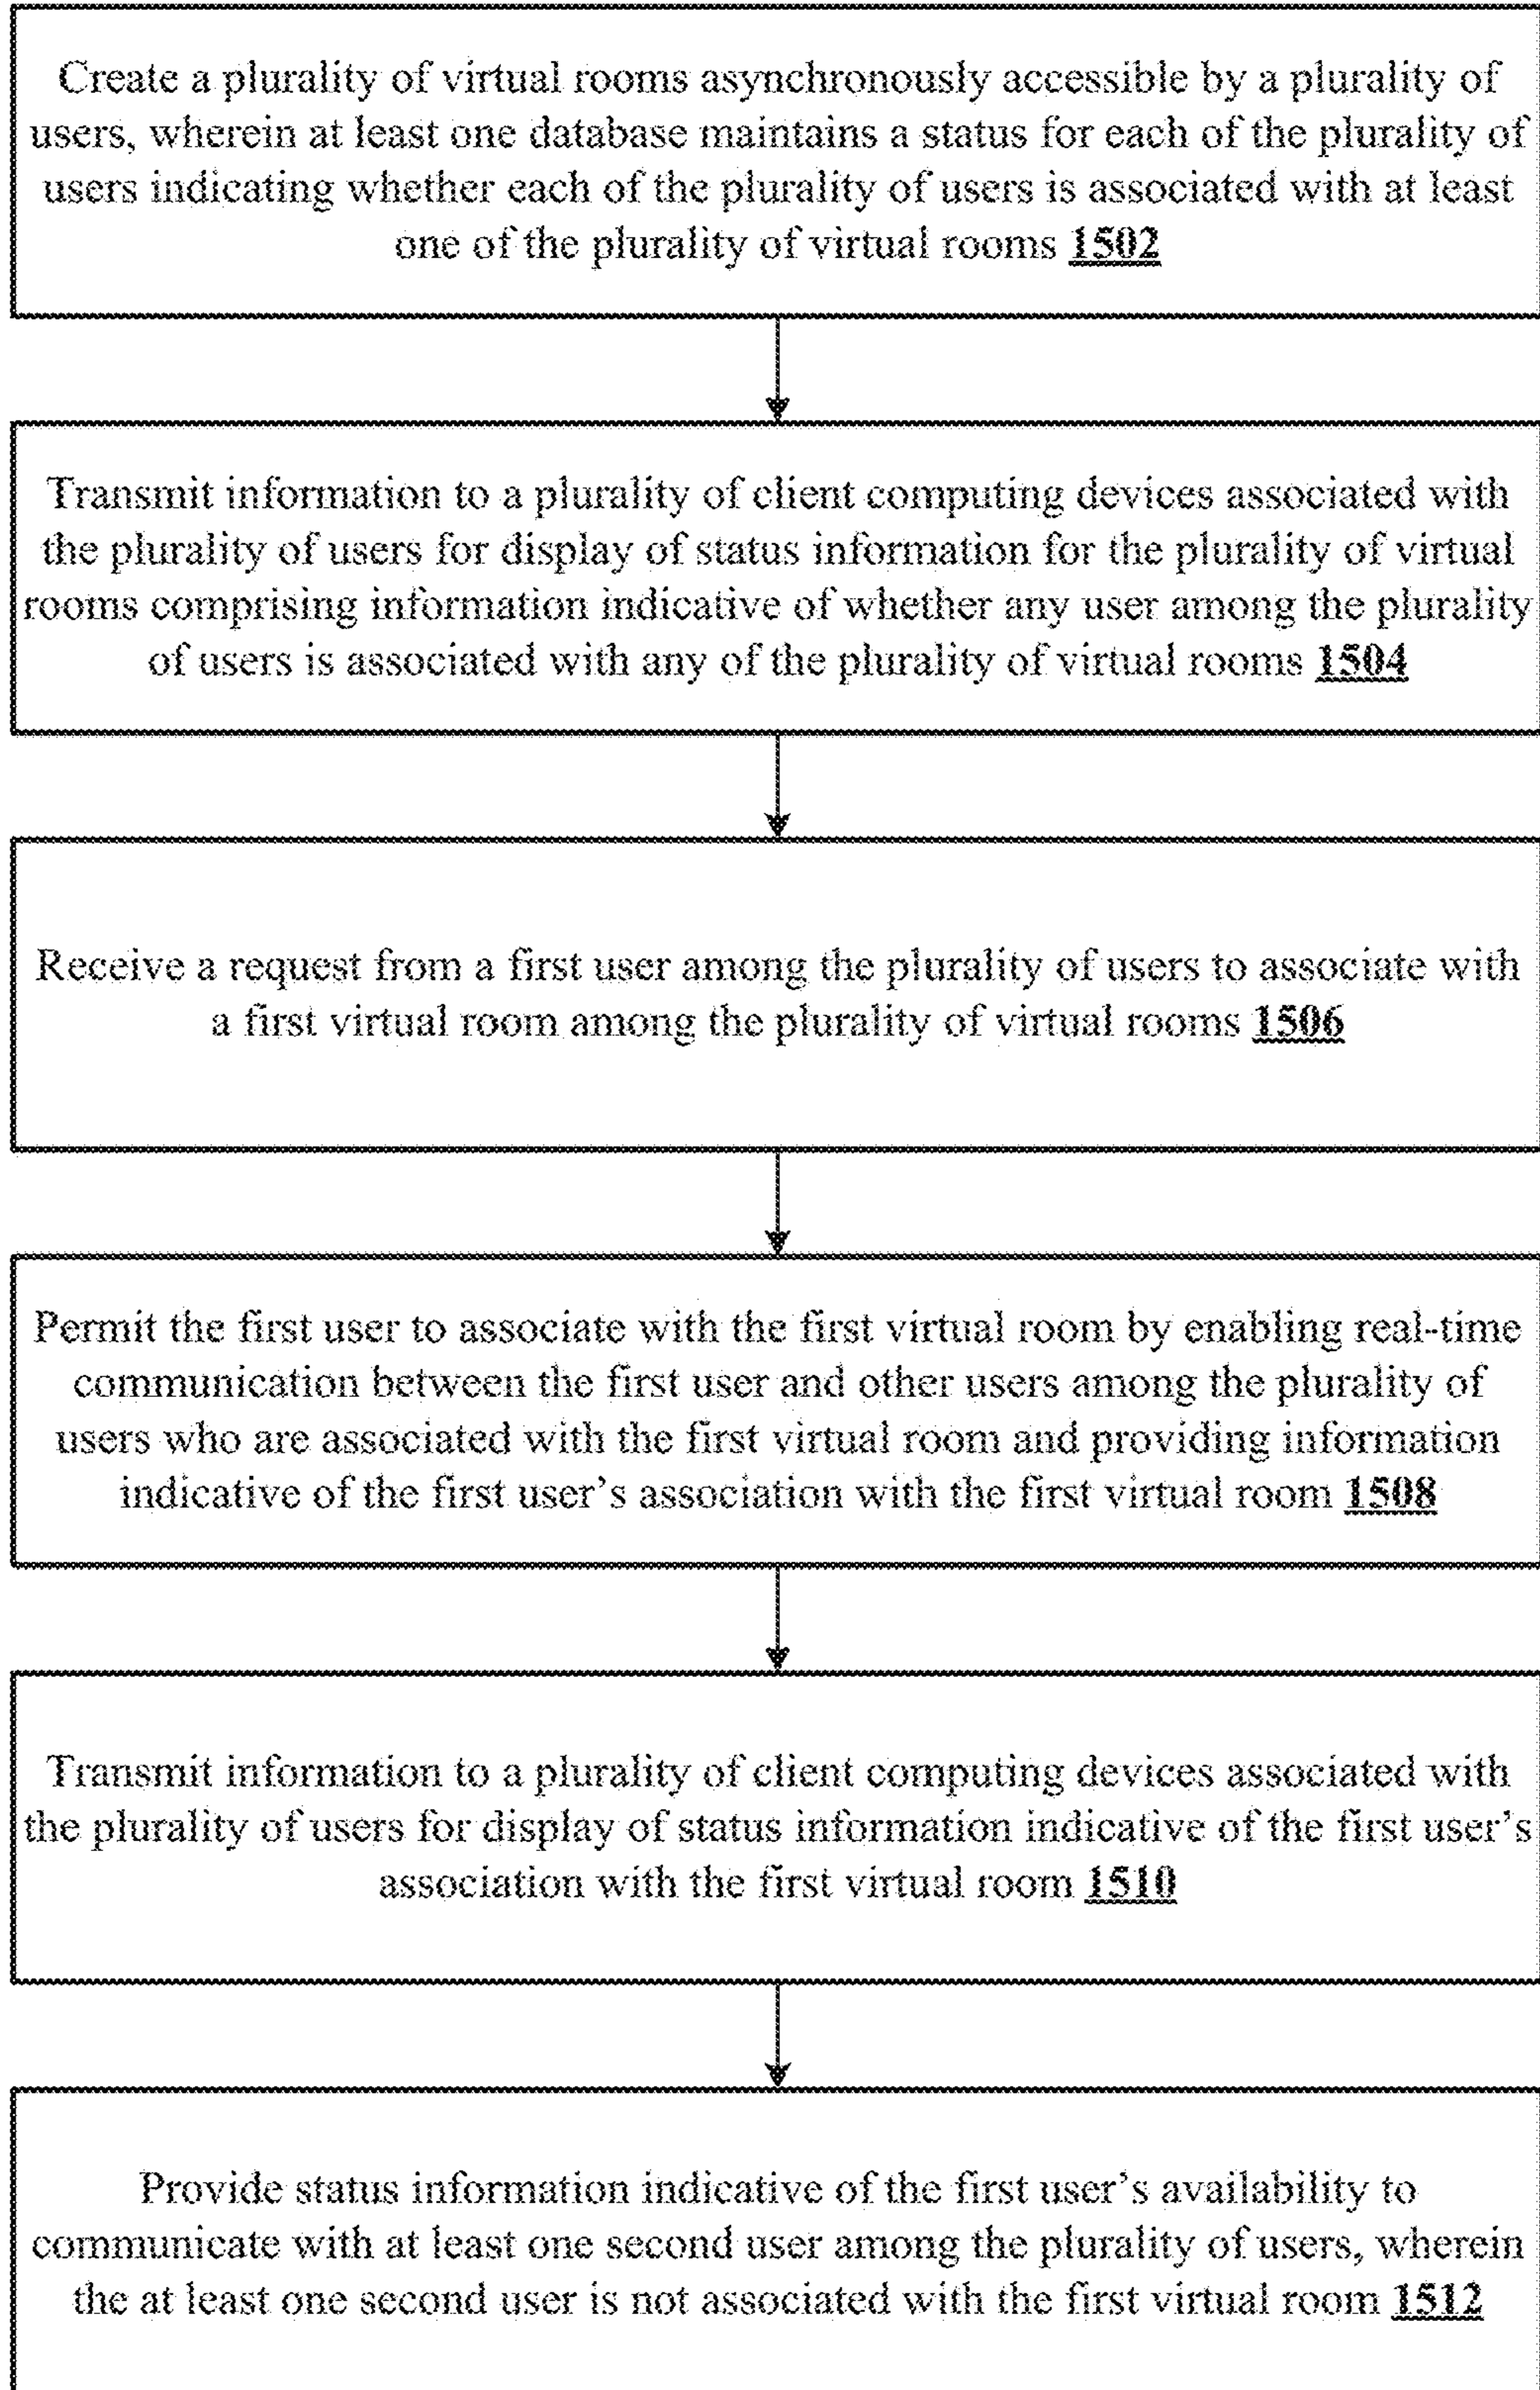 Create a plurality of virtual rooms asynchronously accessible by a plurality of
users, wherein at least one database maintains a status for each of the plurality of
users indicating whether each of the plurality of users is associated with at least
one of the plurality of virtual rooms 1502
Transmit information to a plurality of client computing devices associated with
the plurality of users for display of status information for the plurality of virtual
rooms comprising information indicative of whether any user among the plurality
of users is associated with any of the plurality of virtual rooms 1504
Receive a request from a first user among the plurality of users to associate with
a first virtual room among the plurality of virtual rooms 1506
Permit the first user to associate with the first virtual room by enabling real-time
communication between the first user and other users among the plurality of
users who are associated with the first virtual room and providing information
indicative of the first user’s association with the first virtual room 1508
Transmit information to a plurality of client computing devices associated with
the plurality of users for display of status information indicative of the first user’s
association with the first virtual room 1510
Provide status information indicative of the first user’s availability to
communicate with at least one second user among the plurality of users, wherein
the at least one second user is not associated with the first virtual room 1512